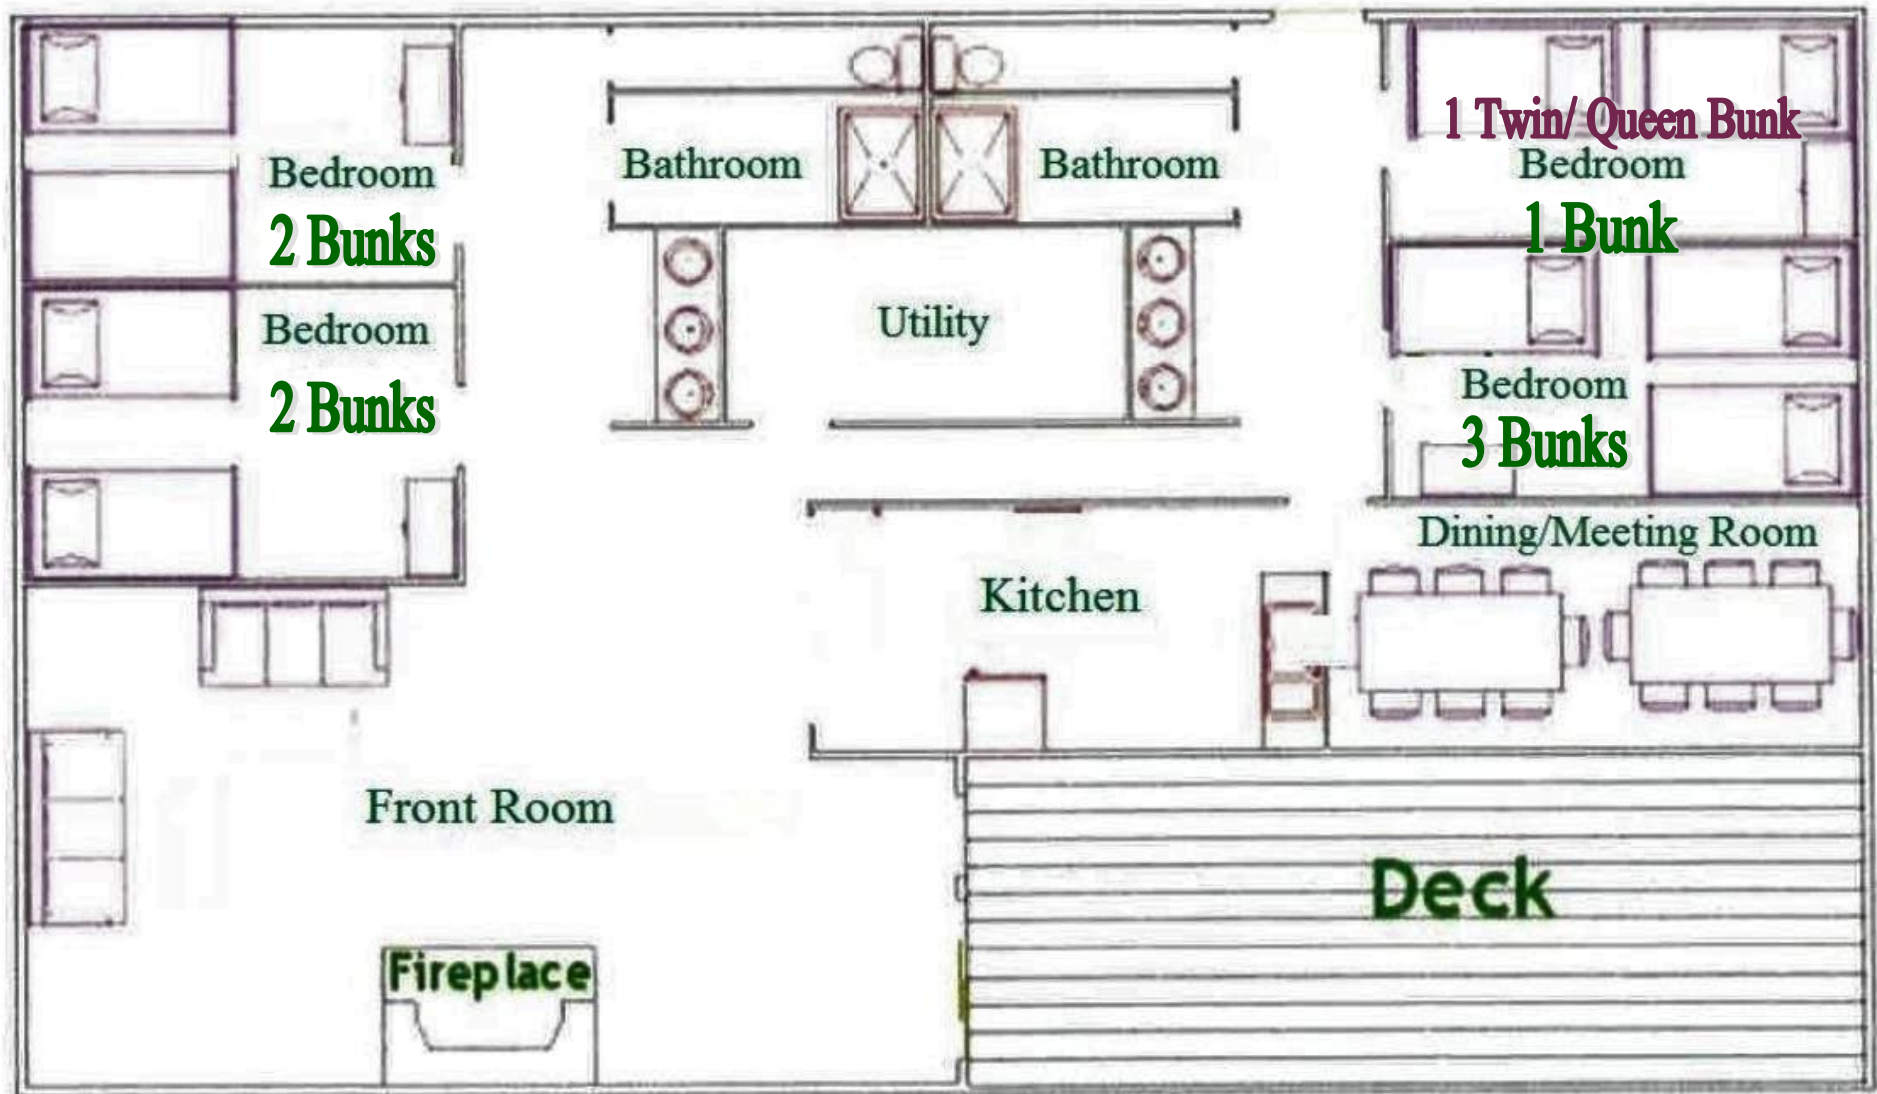 1 Twin/ Queen Bunk
Bedroom
2 Bunks
Bathroom
Bathroom
Bedroom
1 Bunk
Bedroom
2 Bunks
Utility
Bedroom
3 Bunks
Dining/Meeting Room
Kitchen
Front Room
Deck
Fireplace